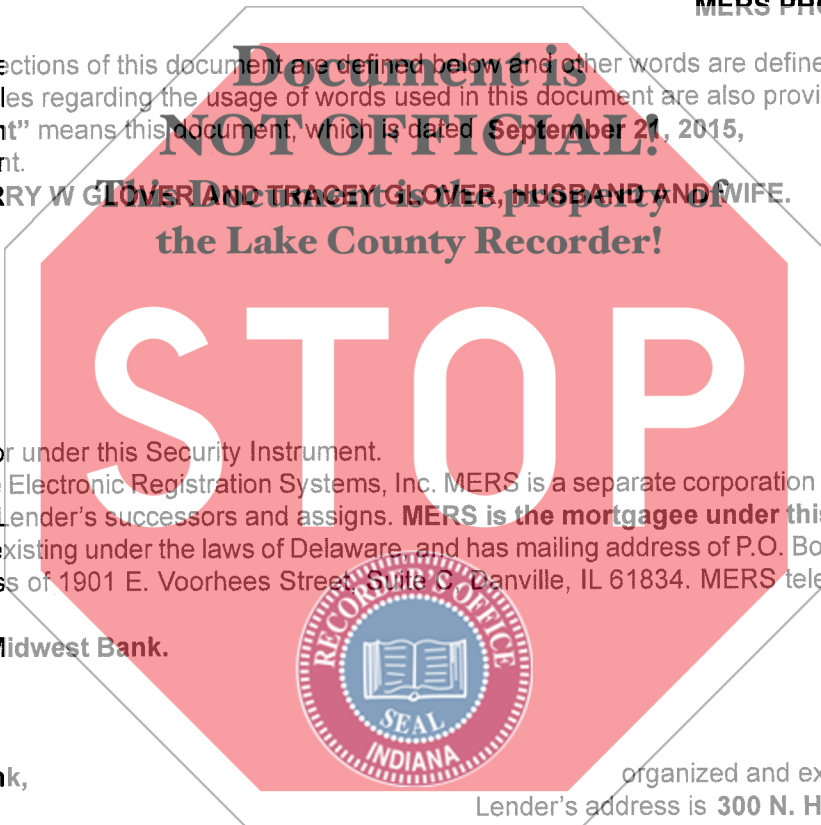 MERS PHO
ections of this document are defined below and other words are define
Document is
les regarding the usage of words used in this document are also provi
nt” means this document, which is dated September 21, 2015,
NOT OFFICIAL!
nt.
RRY W GLOVER AND TRACEY GLOVER, HUSBAND AND WIFE.
This Document is the property of
the Lake County Recorder!
STOP
or under this Security Instrument.
Electronic Registration Systems, Inc. MERS is a separate corporation
Lender’s successors and assigns. MERS is the mortgagee under this
existing under the laws of Delaware, and has mailing address of P.O. Bo
ss of 1901 E. Voorhees Street, Suite C, Danville, IL 61834. MERS tele
RECORDER'S OFFICE
Midwest Bank.
SEAL
INDIANA
nk,
organized and ex
Lender’s address is 300 N. H